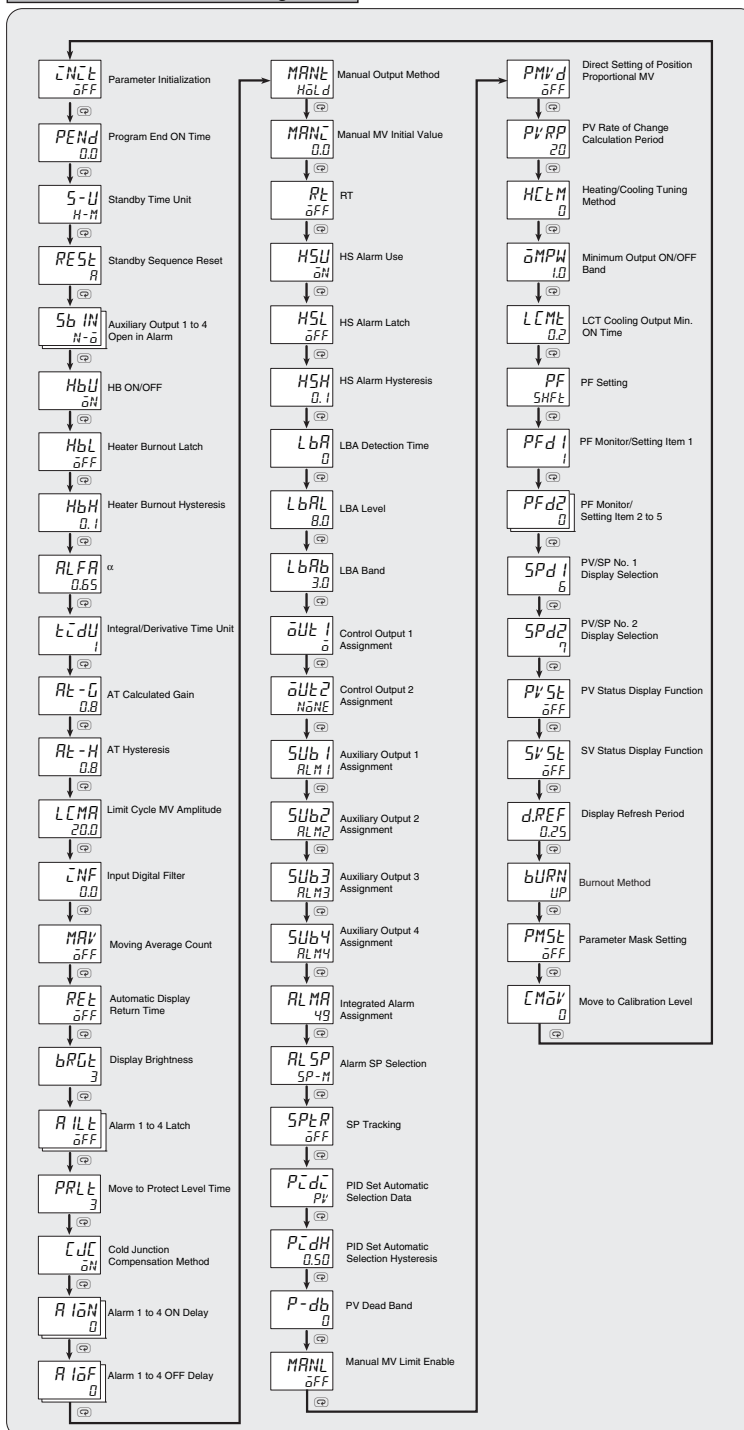 INIT
OFF
Parameter Initialization
PEND
0.0
Program End ON Time
S-U
H-M
Standby Time Unit
REST
A
Standby Sequence Reset
SbIN
N-O
Auxiliary Output 1 to 4
Open in Alarm
HbU
ON
HB ON/OFF
HbL
OFF
Heater Burnout Latch
HbH
0.1
Heater Burnout Hysteresis
ALFA
0.65
α
TIdU
1
Integral/Derivative Time Unit
AT-G
0.8
AT Calculated Gain
AT-H
0.8
AT Hysteresis
LCMA
20.0
Limit Cycle MV Amplitude
INF
0.0
Input Digital Filter
MAV
OFF
Moving Average Count
RET
OFF
Automatic Display
Return Time
bRGT
3
Display Brightness
A1LT
OFF
Alarm 1 to 4 Latch
PRLT
3
Move to Protect Level Time
CJC
ON
Cold Junction
Compensation Method
A1ON
0
Alarm 1 to 4 ON Delay
A1OF
0
Alarm 1 to 4 OFF Delay
MANT
HOLd
Manual Output Method
MANI
0.0
Manual MV Initial Value
RT
OFF
RT
HSU
ON
HS Alarm Use
HSL
OFF
HS Alarm Latch
HSH
0.1
HS Alarm Hysteresis
LbA
0
LBA Detection Time
LbAL
8.0
LBA Level
LbAb
3.0
LBA Band
OUT1
O
Control Output 1
Assignment
OUT2
NONE
Control Output 2
Assignment
SUb1
ALM1
Auxiliary Output 1
Assignment
SUb2
ALM2
Auxiliary Output 2
Assignment
SUb3
ALM3
Auxiliary Output 3
Assignment
SUb4
ALM4
Auxiliary Output 4
Assignment
ALMA
49
Integrated Alarm
Assignment
ALSP
SP-M
Alarm SP Selection
SPTR
OFF
SP Tracking
PIdI
PV
PID Set Automatic
Selection Data
PIdH
0.50
PID Set Automatic
Selection Hysteresis
P-db
0
PV Dead Band
MANL
OFF
Manual MV Limit Enable
PMVd
OFF
Direct Setting of Position
Proportional MV
PVRP
20
PV Rate of Change
Calculation Period
HCTM
0
Heating/Cooling Tuning
Method
OMPW
1.0
Minimum Output ON/OFF
Band
LCMT
0.2
LCT Cooling Output Min.
ON Time
PF
SHFT
PF Setting
PFd1
1
PF Monitor/Setting Item 1
PFd2
0
PF Monitor/
Setting Item 2 to 5
SPd1
6
PV/SP No. 1
Display Selection
SPd2
7
PV/SP No. 2
Display Selection
PVST
OFF
PV Status Display Function
SVST
OFF
SV Status Display Function
d.REF
0.25
Display Refresh Period
bURN
UP
Burnout Method
PMST
OFF
Parameter Mask Setting
CMOV
0
Move to Calibration Level